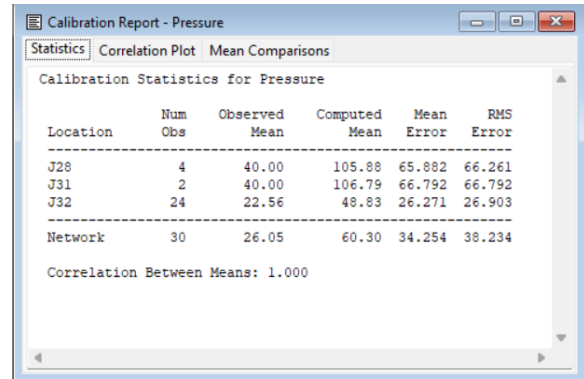 Calibration Report - Pressure
Statistics Correlation Plot Mean Comparisons
Calibration Statistics for Pressure
Num Observed Computed Mean RMS
Location Obs Mean Mean Error Error
---------------------------------------------------------------
J28 4 40.00 105.88 65.882 66.261
J31 2 40.00 106.79 66.792 66.792
J32 24 22.56 48.83 26.271 26.903
---------------------------------------------------------------
Network 30 26.05 60.30 34.254 38.234
Correlation Between Means: 1.000